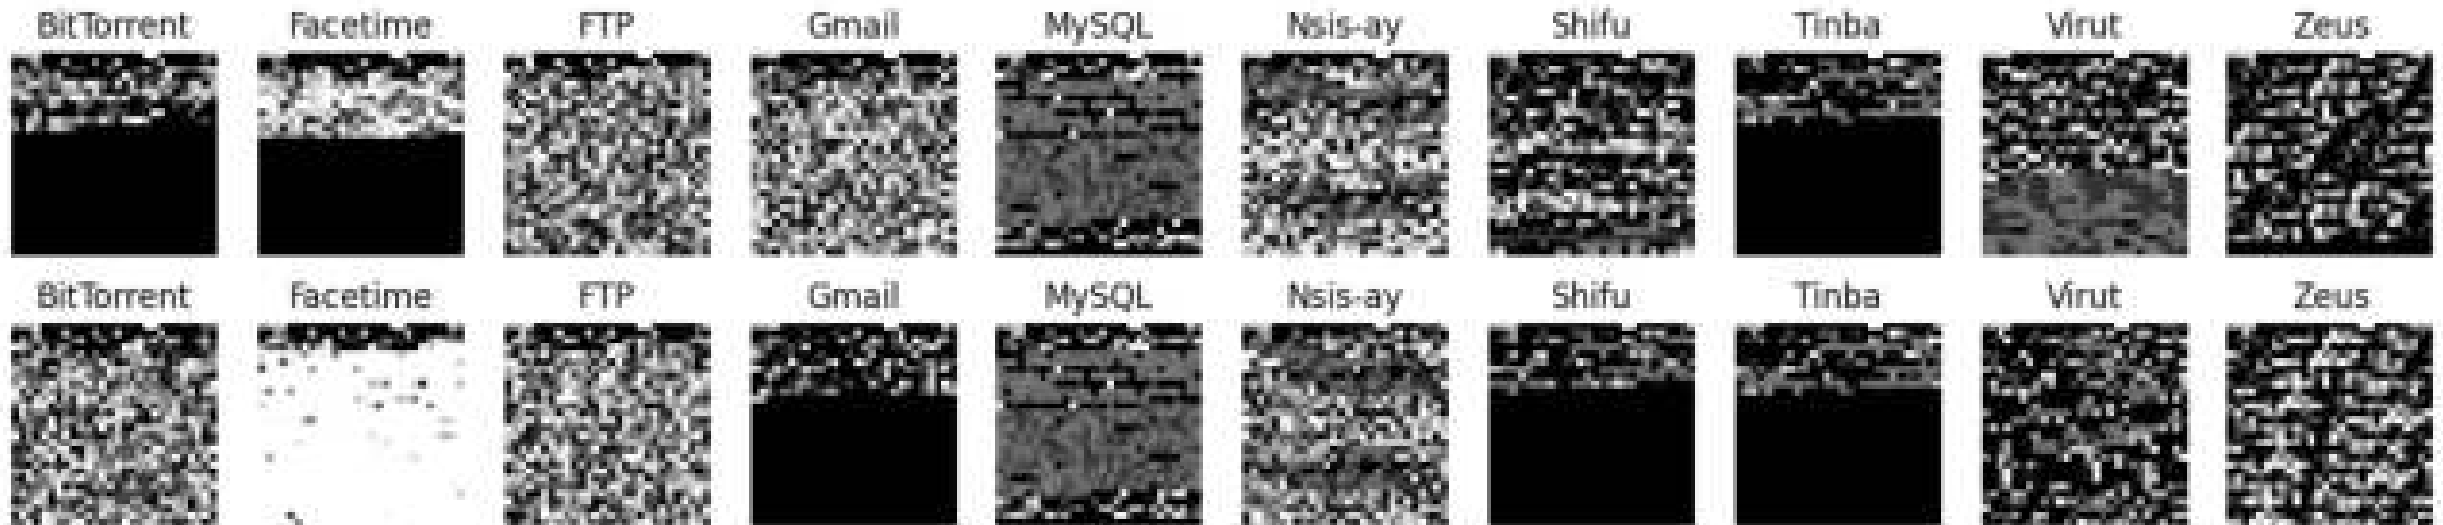 BitTorrent Facetime FTP Gmail MySQL Nsis-ay Shifu Tinba Virut Zeus
BitTorrent Facetime FTP Gmail MySQL Nsis-ay Shifu Tinba Virut Zeus